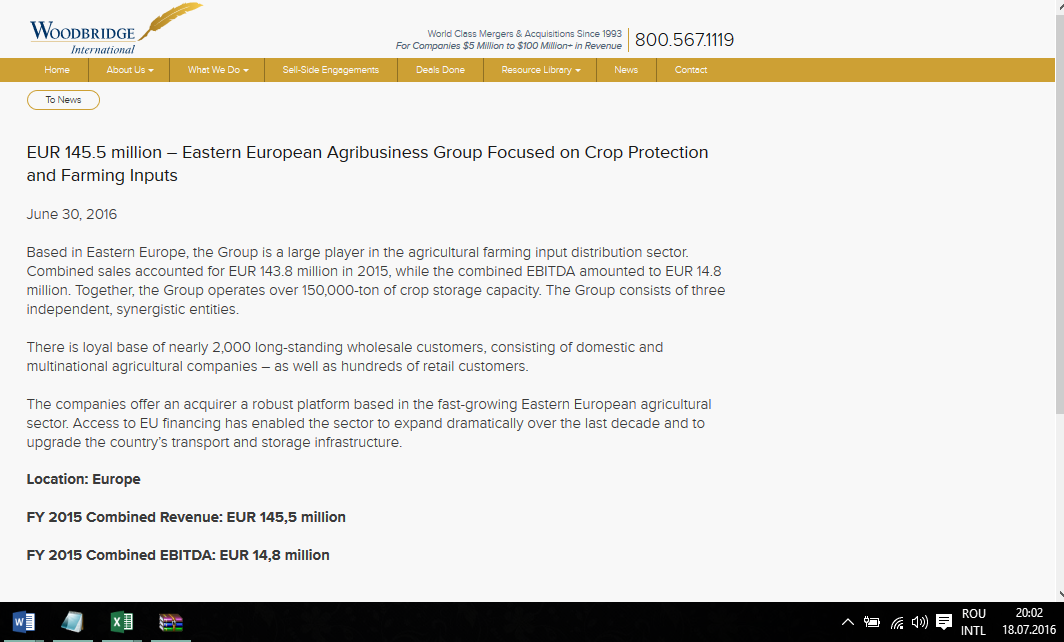 WOODBRIDGE
International
World Class Mergers & Acquisitions Since 1993
For Companies $5 Million to $100 Million+ in Revenue
800.567.1119
Home About Us What We Do Sell-Side Engagements Deals Done Resource Library News Contact
To News
EUR 145.5 million – Eastern European Agribusiness Group Focused on Crop Protection
and Farming Inputs
June 30, 2016
Based in Eastern Europe, the Group is a large player in the agricultural farming input distribution sector.
Combined sales accounted for EUR 143.8 million in 2015, while the combined EBITDA amounted to EUR 14.8
million. Together, the Group operates over 150,000-ton of crop storage capacity. The Group consists of three
independent, synergistic entities.
There is loyal base of nearly 2,000 long-standing wholesale customers, consisting of domestic and
multinational agricultural companies – as well as hundreds of retail customers.
The companies offer an acquirer a robust platform based in the fast-growing Eastern European agricultural
sector. Access to EU financing has enabled the sector to expand dramatically over the last decade and to
upgrade the country's transport and storage infrastructure.
Location: Europe
FY 2015 Combined Revenue: EUR 145,5 million
FY 2015 Combined EBITDA: EUR 14,8 million
ROU 20:02
INTL 18.07.2016